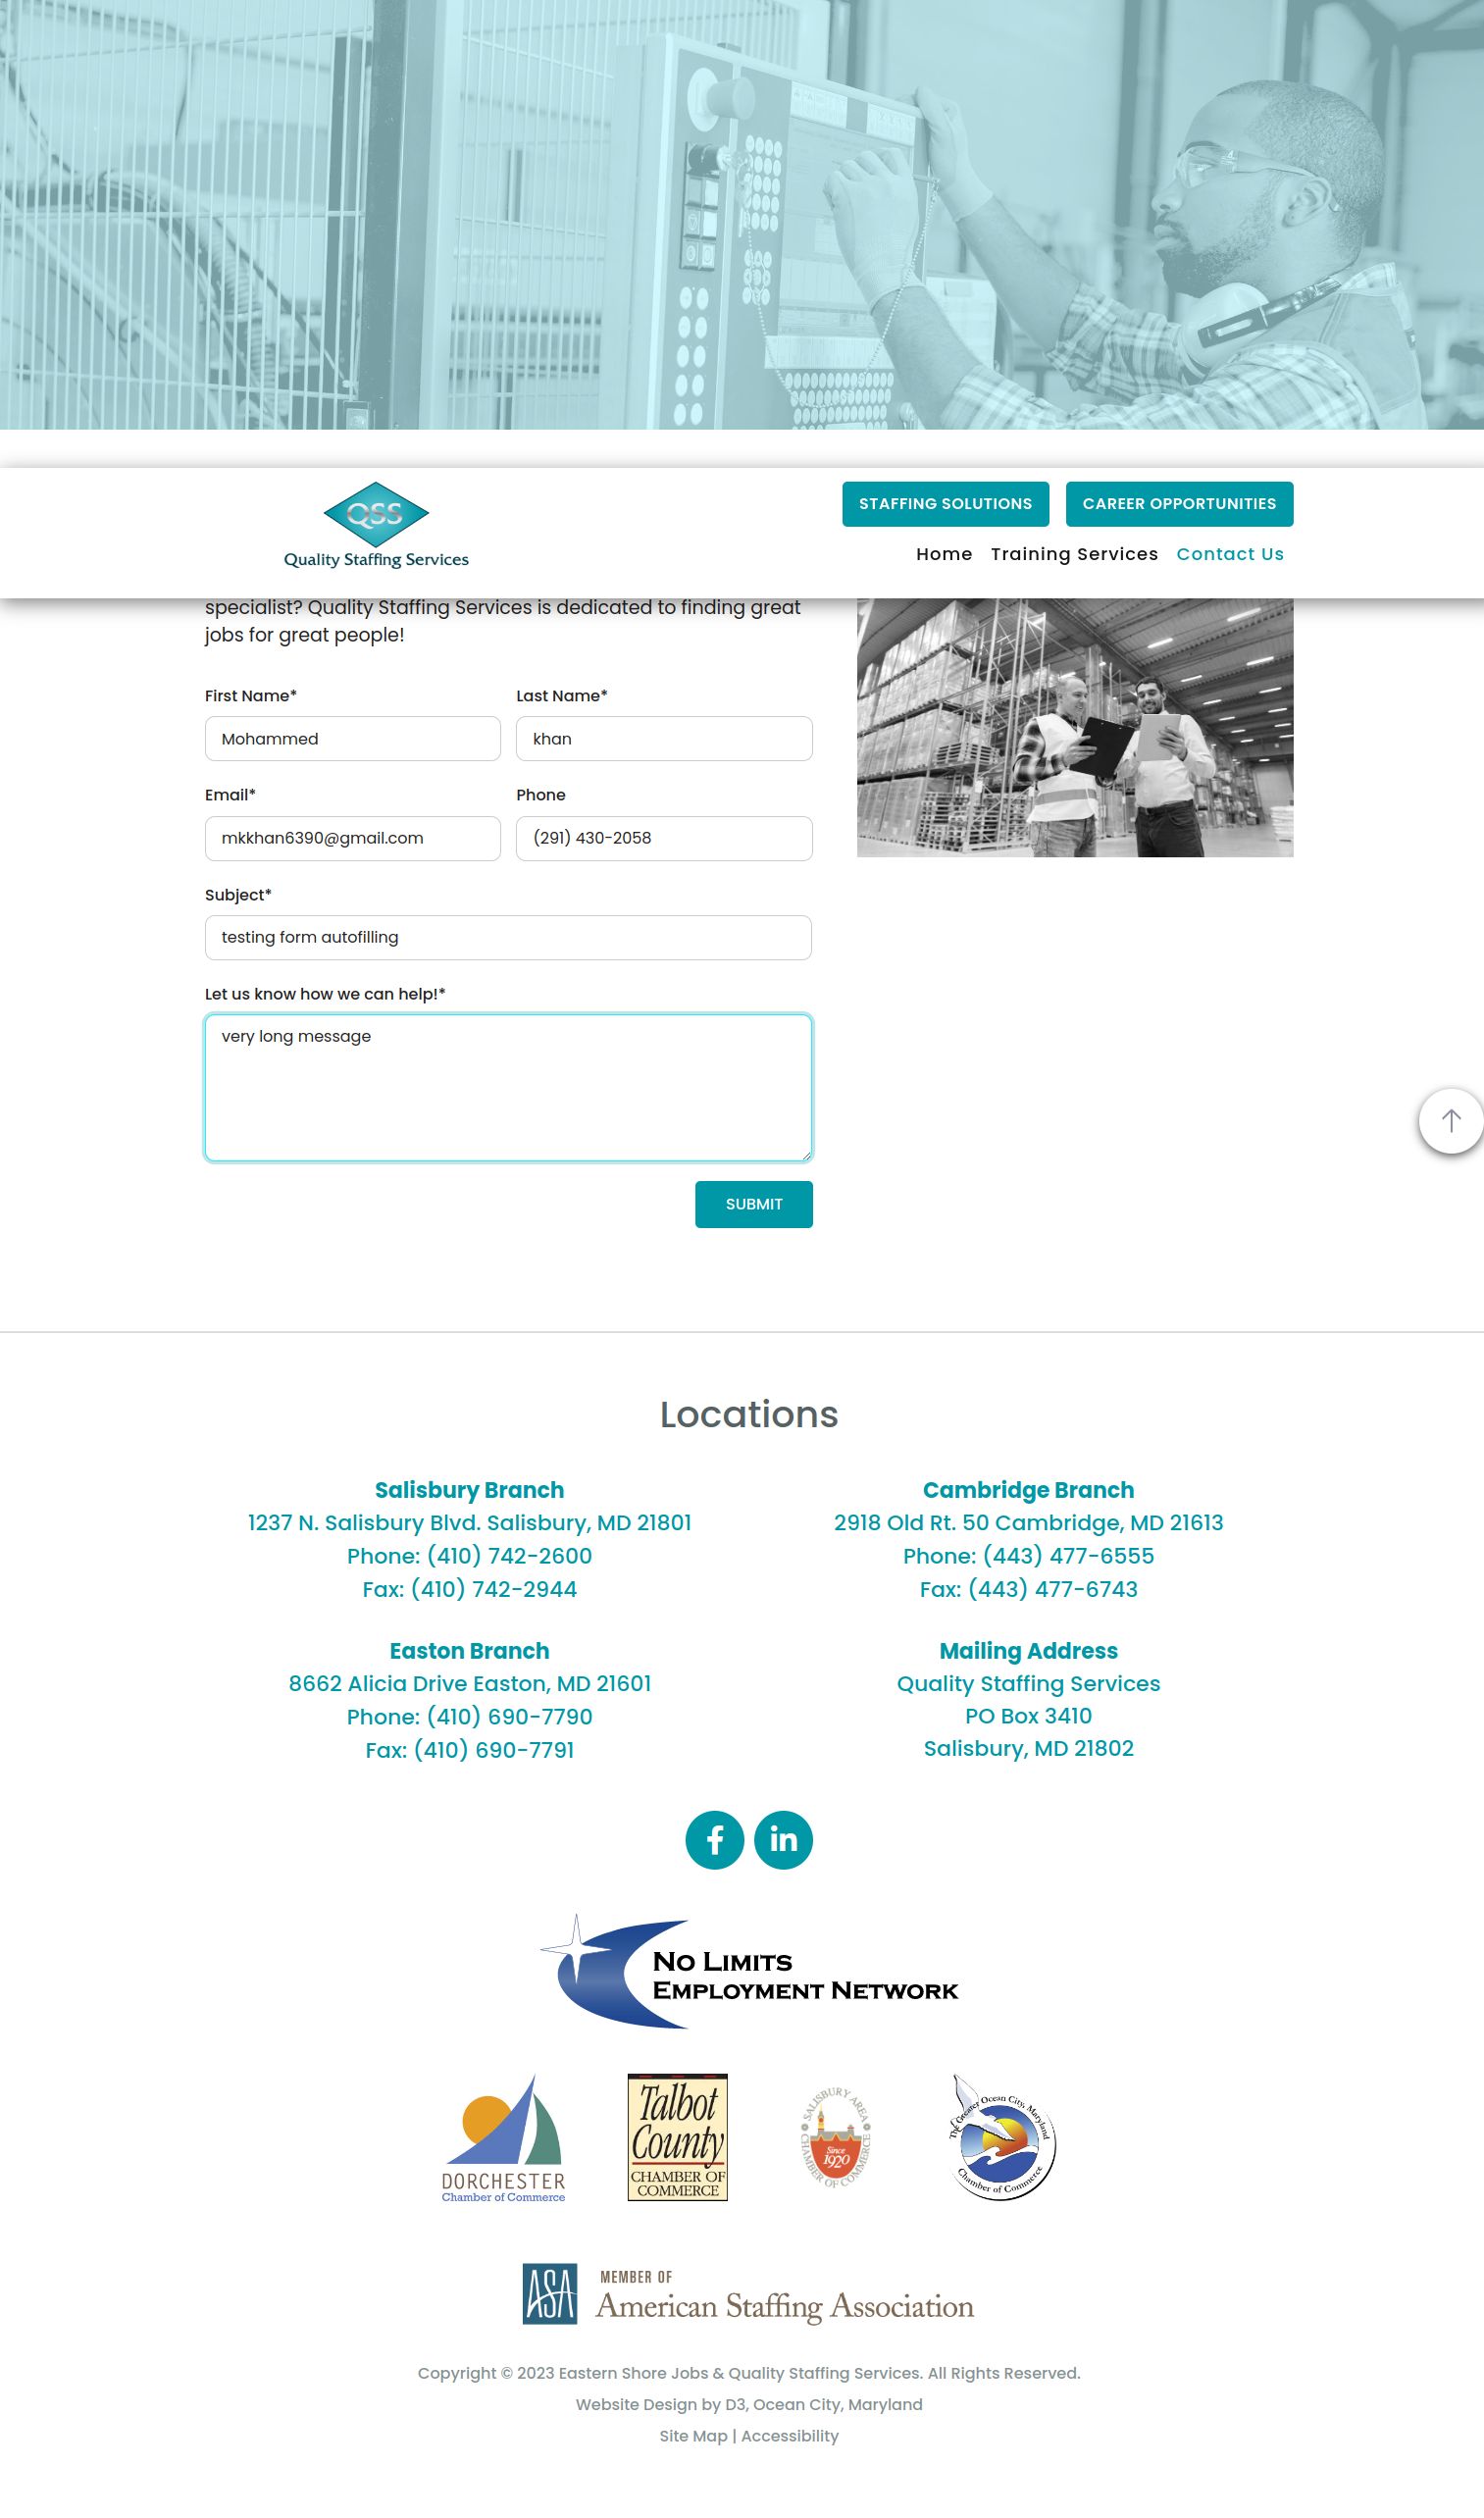 QSS
Quality Staffing Services
STAFFING SOLUTIONS
CAREER OPPORTUNITIES
Home
Training Services
Contact Us
specialist? Quality Staffing Services is dedicated to finding great
jobs for great people!
First Name*
Last Name*
Mohammed
khan
Email*
Phone
mkkhan6390@gmail.com
(291) 430-2058
Subject*
testing form autofilling
Let us know how we can help!*
very long message
SUBMIT
Locations
Salisbury Branch
1237 N. Salisbury Blvd. Salisbury, MD 21801
Phone: (410) 742-2600
Fax: (410) 742-2944
Cambridge Branch
2918 Old Rt. 50 Cambridge, MD 21613
Phone: (443) 477-6555
Fax: (443) 477-6743
Easton Branch
8662 Alicia Drive Easton, MD 21601
Phone: (410) 690-7790
Fax: (410) 690-7791
Mailing Address
Quality Staffing Services
PO Box 3410
Salisbury, MD 21802
No Limits
Employment Network
DORCHESTER
Chamber of Commerce
Talbot
County
CHAMBER OF
COMMERCE
SALISBURY AREA
Since
1920
CHAMBER OF COMMERCE
The Greater Ocean City, Maryland
Chamber of Commerce
ASA
MEMBER OF
American Staffing Association
Copyright © 2023 Eastern Shore Jobs & Quality Staffing Services. All Rights Reserved.
Website Design by D3, Ocean City, Maryland
Site Map | Accessibility